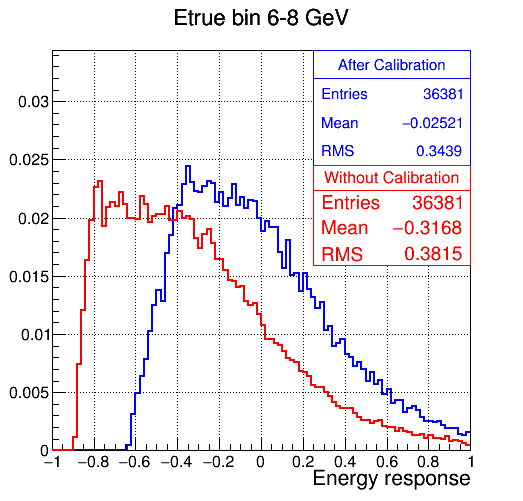 Etrue bin 6-8 GeV
After Calibration
Entries 36381
Mean −0.02521
RMS 0.3439
Without Calibration
Entries 36381
Mean −0.3168
RMS 0.3815
0.03
0.025
0.02
0.015
0.01
0.005
0
−1 −0.8 −0.6 −0.4 −0.2 0 0.2 0.4 0.6 0.8 1
Energy response